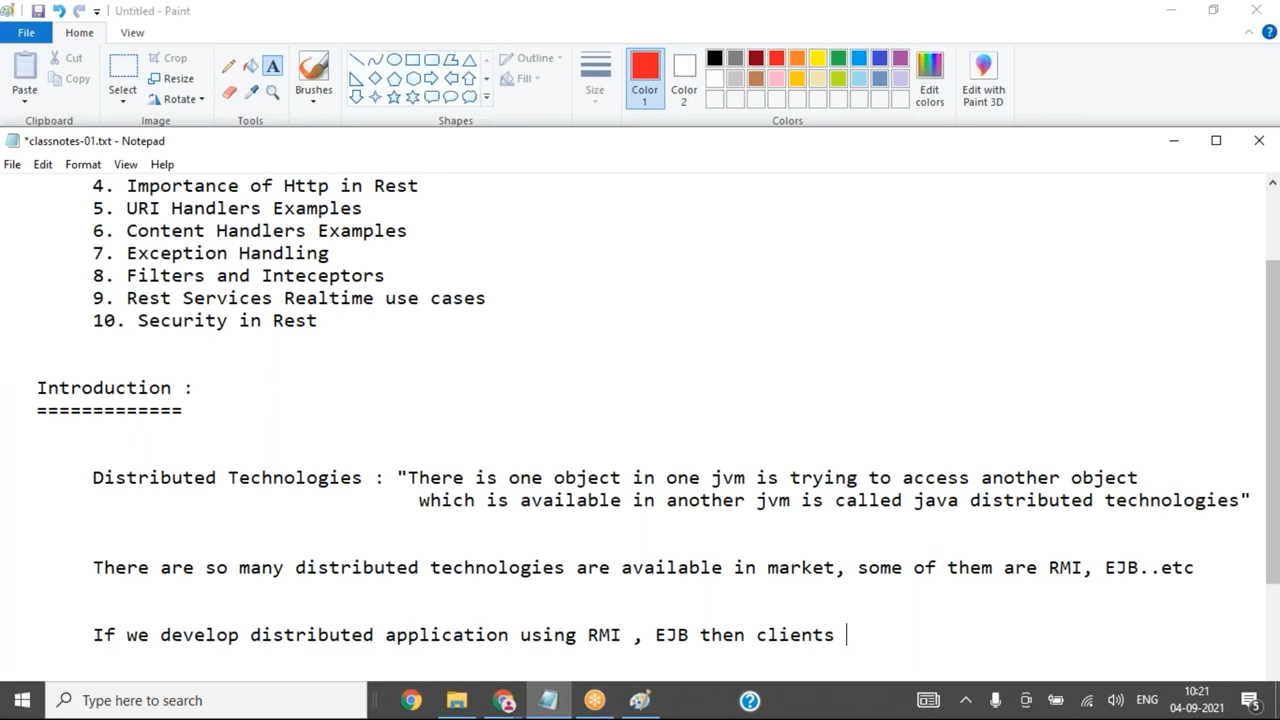 Untitled - Paint
File
Home
View
Paste
Cut
Copy
Clipboard
Select
Crop
Resize
Rotate
Image
A
Tools
Brushes
Outline
Fill
Shapes
Size
Color 1
Color 2
Edit colors
Colors
Edit with Paint 3D
*classnotes-01.txt - Notepad
File Edit Format View Help
4. Importance of Http in Rest
5. URI Handlers Examples
6. Content Handlers Examples
7. Exception Handling
8. Filters and Inteceptors
9. Rest Services Realtime use cases
10. Security in Rest
Introduction :
=============
Distributed Technologies : "There is one object in one jvm is trying to access another object
which is available in another jvm is called java distributed technologies"
There are so many distributed technologies are available in market, some of them are RMI, EJB..etc
If we develop distributed application using RMI , EJB then clients
Type here to search
ENG
10:21
04-09-2021
5